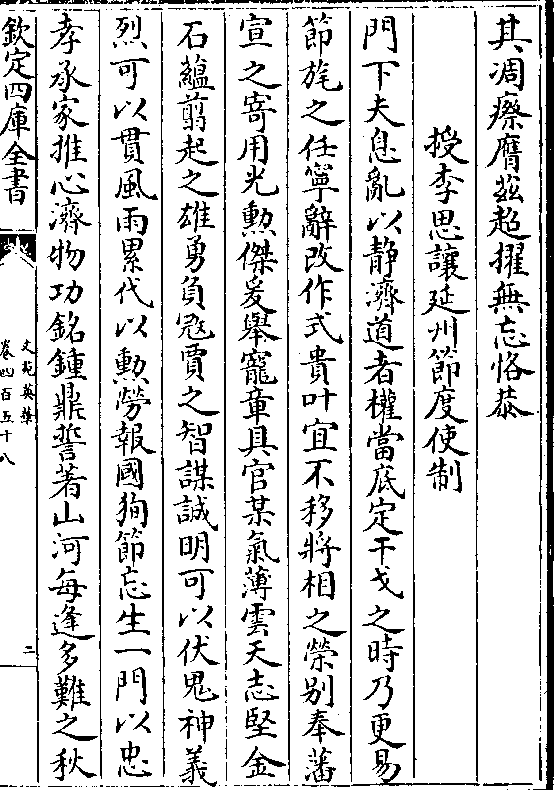 其凋瘵膺茲超擢無忘恪恭
授李思讓延州節度使制
門下夫息亂以静濟道者權當底定干戈之時乃更易
節旄之任寧辭改作式貴叶宜不移將相之榮别奉藩
宣之寄用光勲傑爰舉寵章具官某氣薄雲天志堅金
石藴翦起之雄勇負冦賈之智謀誠明可以伏鬼神義
烈可以貫風雨累代以勲勞報國狥節忘生一門以忠
孝承家推心濟物功銘鍾鼎誓著山河每逢多難之秋
欽定四庫全書
文苑英華
卷四百五十八
二